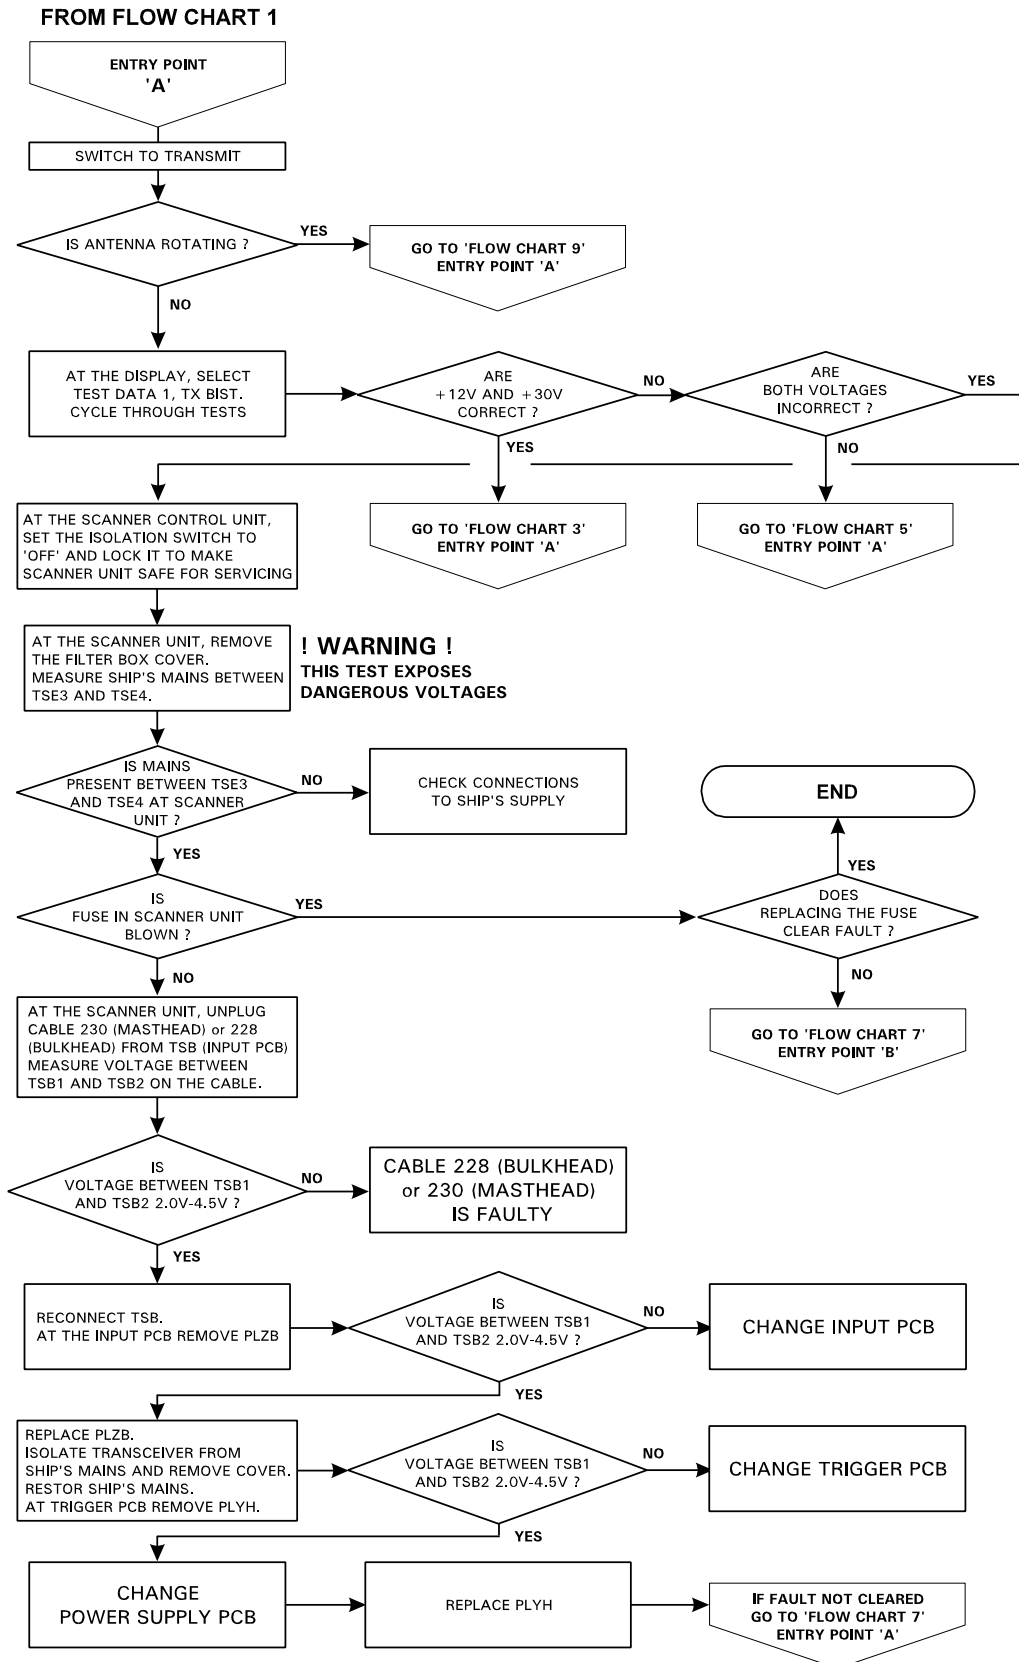 FROM FLOW CHART 1
ENTRY POINT
'A'
SWITCH TO TRANSMIT
IS ANTENNA ROTATING ?
YES
GO TO 'FLOW CHART 9'
ENTRY POINT 'A'
NO
AT THE DISPLAY, SELECT
TEST DATA 1, TX BIST.
CYCLE THROUGH TESTS
ARE
+12V AND +30V
CORRECT ?
NO
ARE
BOTH VOLTAGES
INCORRECT ?
YES
YES
NO
GO TO 'FLOW CHART 3'
ENTRY POINT 'A'
GO TO 'FLOW CHART 5'
ENTRY POINT 'A'
AT THE SCANNER CONTROL UNIT,
SET THE ISOLATION SWITCH TO
'OFF' AND LOCK IT TO MAKE
SCANNER UNIT SAFE FOR SERVICING
AT THE SCANNER UNIT, REMOVE
THE FILTER BOX COVER.
MEASURE SHIP'S MAINS BETWEEN
TSE3 AND TSE4.
! WARNING !
THIS TEST EXPOSES
DANGEROUS VOLTAGES
IS MAINS
PRESENT BETWEEN TSE3
AND TSE4 AT SCANNER
UNIT ?
NO
CHECK CONNECTIONS
TO SHIP'S SUPPLY
END
YES
YES
IS
FUSE IN SCANNER UNIT
BLOWN ?
YES
DOES
REPLACING THE FUSE
CLEAR FAULT ?
NO
NO
AT THE SCANNER UNIT, UNPLUG
CABLE 230 (MASTHEAD) or 228
(BULKHEAD) FROM TSB (INPUT PCB)
MEASURE VOLTAGE BETWEEN
TSB1 AND TSB2 ON THE CABLE.
GO TO 'FLOW CHART 7'
ENTRY POINT 'B'
IS
VOLTAGE BETWEEN TSB1
AND TSB2 2.0V-4.5V ?
NO
CABLE 228 (BULKHEAD)
or 230 (MASTHEAD)
IS FAULTY
YES
RECONNECT TSB.
AT THE INPUT PCB REMOVE PLZB
IS
VOLTAGE BETWEEN TSB1
AND TSB2 2.0V-4.5V ?
NO
CHANGE INPUT PCB
YES
REPLACE PLZB.
ISOLATE TRANSCEIVER FROM
SHIP'S MAINS AND REMOVE COVER.
RESTOR SHIP'S MAINS.
AT TRIGGER PCB REMOVE PLYH.
IS
VOLTAGE BETWEEN TSB1
AND TSB2 2.0V-4.5V ?
NO
CHANGE TRIGGER PCB
YES
CHANGE
POWER SUPPLY PCB
REPLACE PLYH
IF FAULT NOT CLEARED
GO TO 'FLOW CHART 7'
ENTRY POINT 'A'